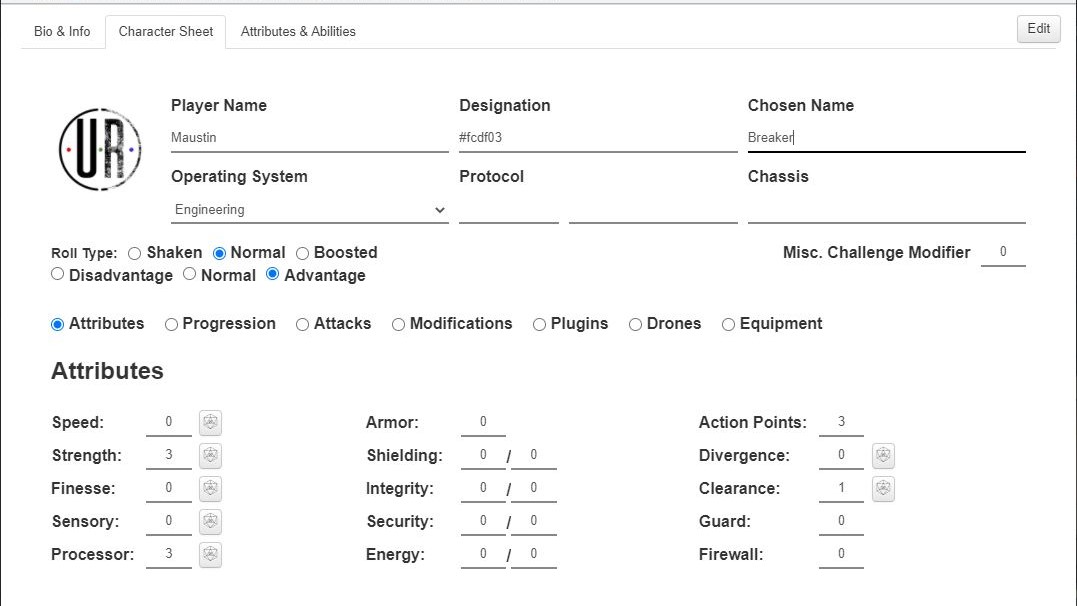 Bio & Info Character Sheet Attributes & Abilities Edit
Player Name Designation Chosen Name
UR Maustin #fcdf03 Breaker
Operating System Protocol Chassis
Engineering
Roll Type: Shaken Normal Boosted Misc. Challenge Modifier 0
Disadvantage Normal Advantage
Attributes Progression Attacks Modifications Plugins Drones Equipment
Attributes
Speed: 0 Armor: 0 Action Points: 3
Strength: 3 Shielding: 0 / 0 Divergence: 0
Finesse: 0 Integrity: 0 / 0 Clearance: 1
Sensory: 0 Security: 0 / 0 Guard: 0
Processor: 3 Energy: 0 / 0 Firewall: 0